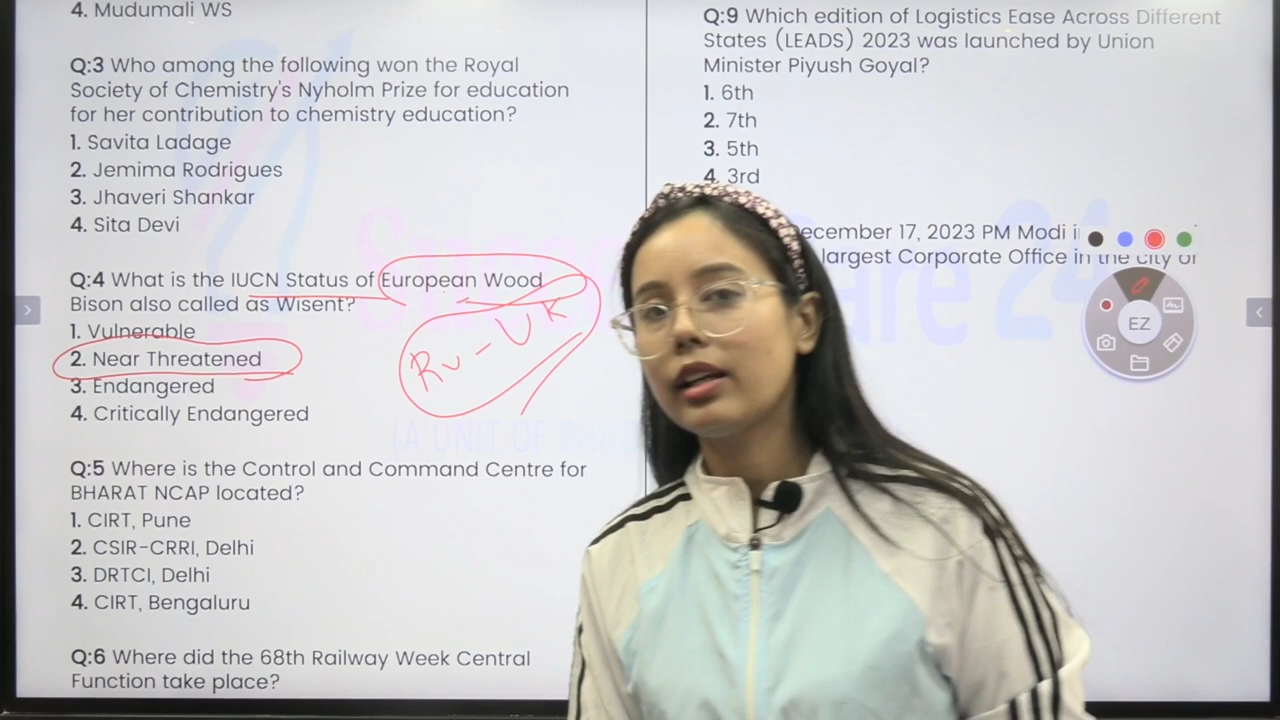 4. Mudumali WS
Q:3 Who among the following won the Royal
Society of Chemistry's Nyholm Prize for education
for her contribution to chemistry education?
1. Savita Ladage
2. Jemima Rodrigues
3. Jhaveri Shankar
4. Sita Devi
Q:4 What is the IUCN Status of European Wood
Bison also called as Wisent?
1. Vulnerable
2. Near Threatened
3. Endangered
4. Critically Endangered
Ru - UK
Q:5 Where is the Control and Command Centre for
BHARAT NCAP located?
1. CIRT, Pune
2. CSIR-CRRI, Delhi
3. DRTCI, Delhi
4. CIRT, Bengaluru
Q:6 Where did the 68th Railway Week Central
Function take place?
Q:9 Which edition of Logistics Ease Across Different
States (LEADS) 2023 was launched by Union
Minister Piyush Goyal?
1. 6th
2. 7th
3. 5th
4. 3rd
ecember 17, 2023 PM Modi i
largest Corporate Office in the city of
EZ
are 24
(A UNIT OF